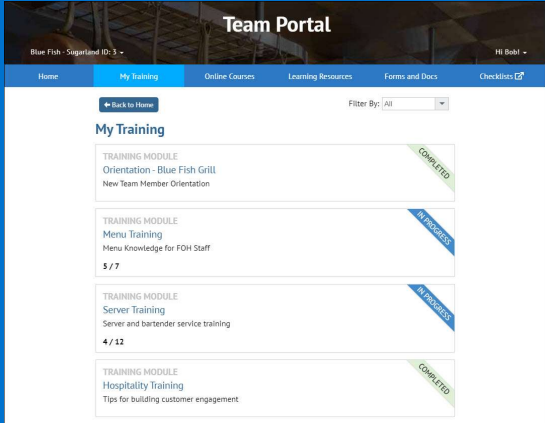 Team Portal
Blue Fish - Sugarland ID: 3
Hi Bob!
Home
My Training
Online Courses
Learning Resources
Forms and Docs
Checklists
Back to Home
Filter By: All
My Training
TRAINING MODULE
COMPLETED
Orientation - Blue Fish Grill
New Team Member Orientation
TRAINING MODULE
IN PROGRESS
Menu Training
Menu Knowledge for FOH Staff
5 / 7
TRAINING MODULE
IN PROGRESS
Server Training
Server and bartender service training
4 / 12
TRAINING MODULE
COMPLETED
Hospitality Training
Tips for building customer engagement